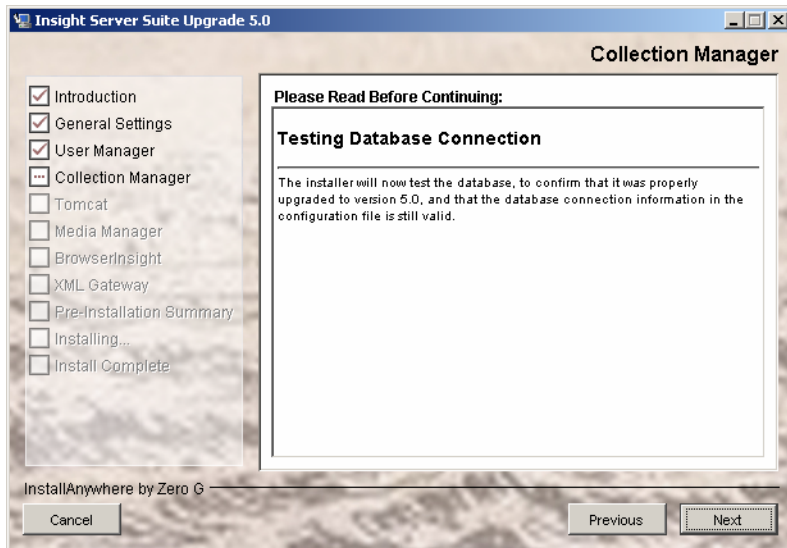 Insight Server Suite Upgrade 5.0
Collection Manager
Introduction
General Settings
User Manager
Collection Manager
Tomcat
Media Manager
BrowserInsight
XML Gateway
Pre-Installation Summary
Installing...
Install Complete
Please Read Before Continuing:
Testing Database Connection
The installer will now test the database, to confirm that it was properly
upgraded to version 5.0, and that the database connection information in the
configuration file is still valid.
InstallAnywhere by Zero G
Cancel
Previous
Next